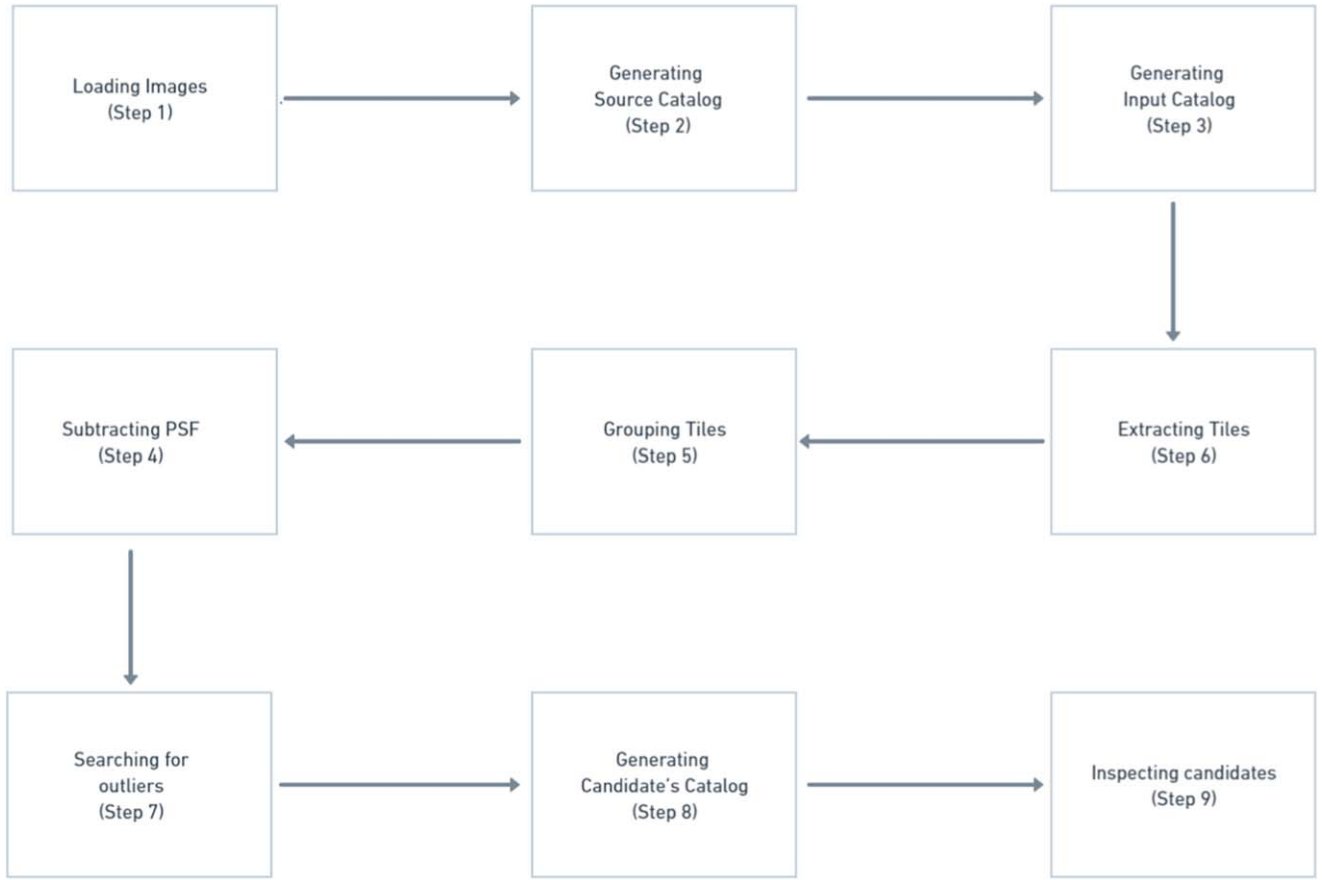 Loading Images
(Step 1)
Generating
Source Catalog
(Step 2)
Generating
Input Catalog
(Step 3)
Subtracting PSF
(Step 4)
Grouping Tiles
(Step 5)
Extracting Tiles
(Step 6)
Searching for
outliers
(Step 7)
Generating
Candidate's Catalog
(Step 8)
Inspecting candidates
(Step 9)